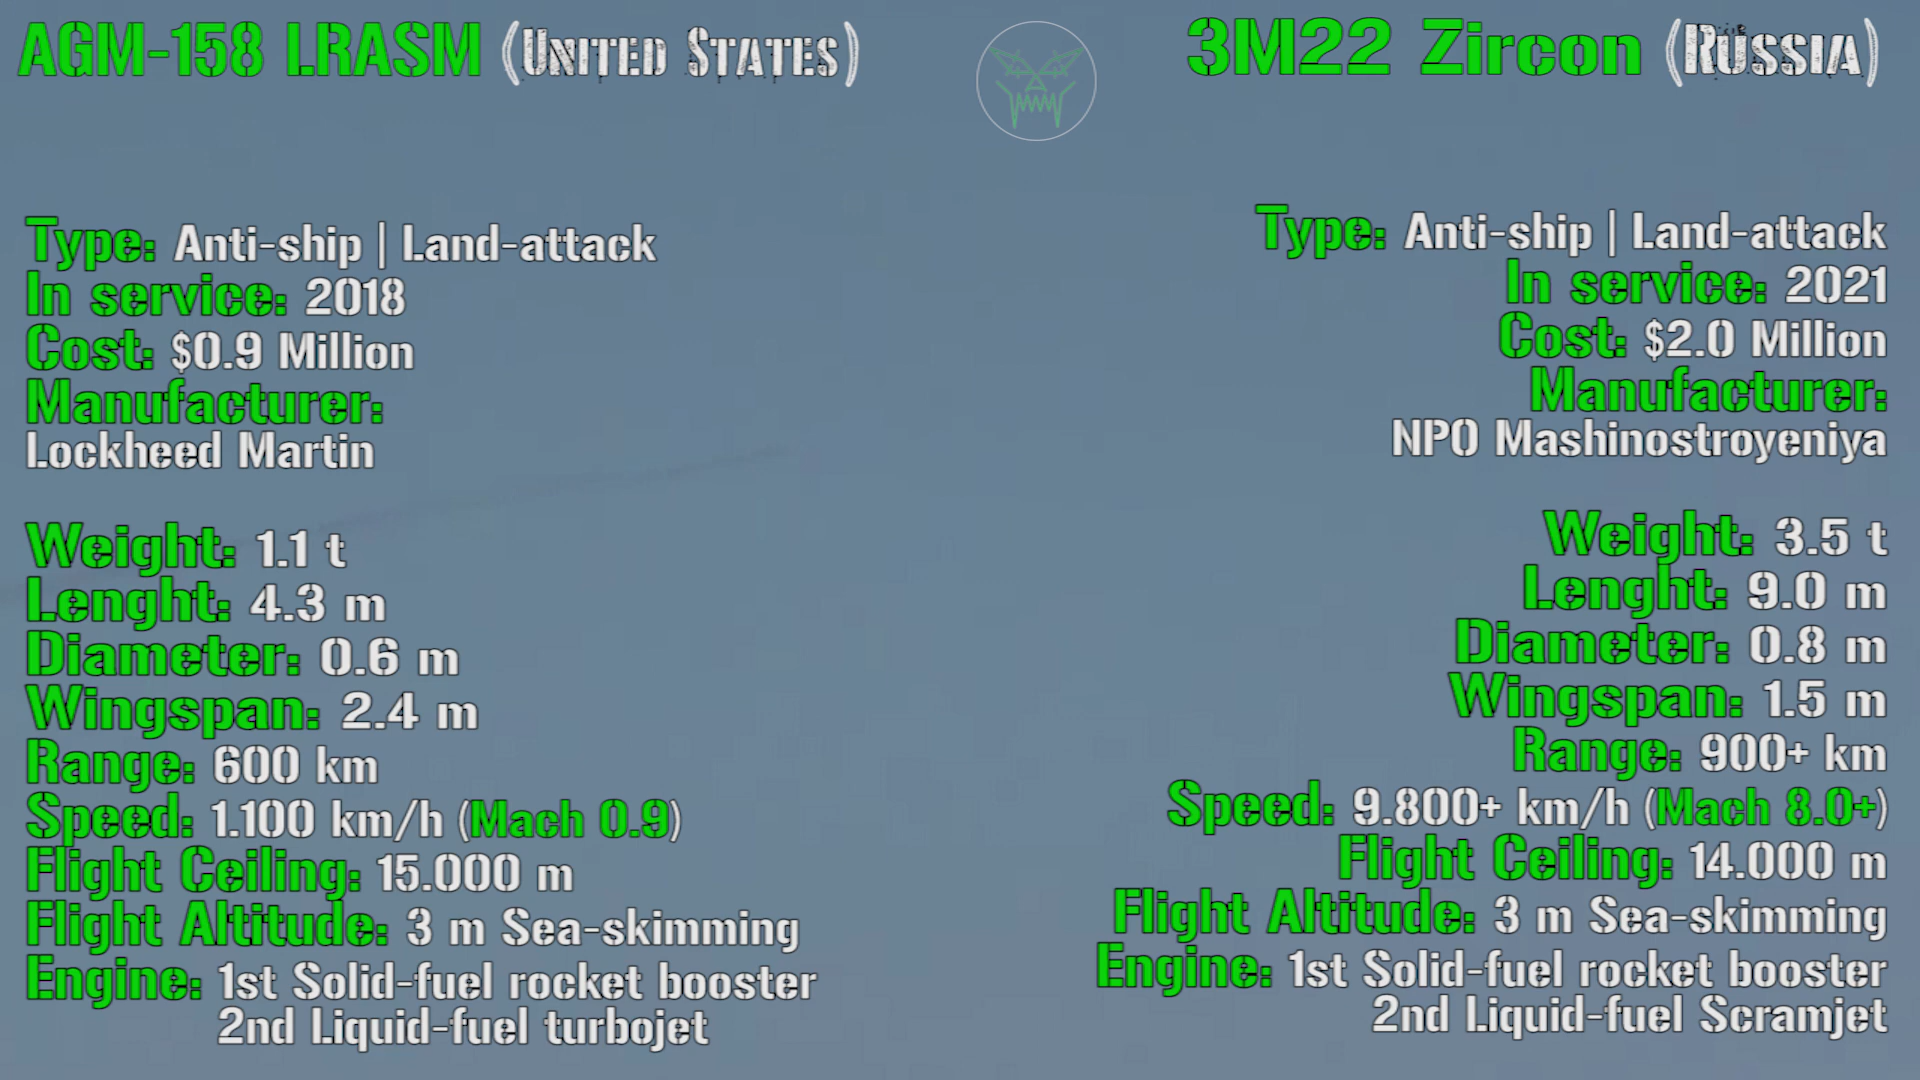 AGM-158 LRASM (United States)
3M22 Zircon (Russia)
Type: Anti-ship | Land-attack
In service: 2018
Cost: $0.9 Million
Manufacturer:
Lockheed Martin
Weight: 1.1 t
Lenght: 4.3 m
Diameter: 0.6 m
Wingspan: 2.4 m
Range: 600 km
Speed: 1.100 km/h (Mach 0.9)
Flight Ceiling: 15.000 m
Flight Altitude: 3 m Sea-skimming
Engine: 1st Solid-fuel rocket booster
2nd Liquid-fuel turbojet
Type: Anti-ship | Land-attack
In service: 2021
Cost: $2.0 Million
Manufacturer:
NPO Mashinostroyeniya
Weight: 3.5 t
Lenght: 9.0 m
Diameter: 0.8 m
Wingspan: 1.5 m
Range: 900+ km
Speed: 9.800+ km/h (Mach 8.0+)
Flight Ceiling: 14.000 m
Flight Altitude: 3 m Sea-skimming
Engine: 1st Solid-fuel rocket booster
2nd Liquid-fuel Scramjet